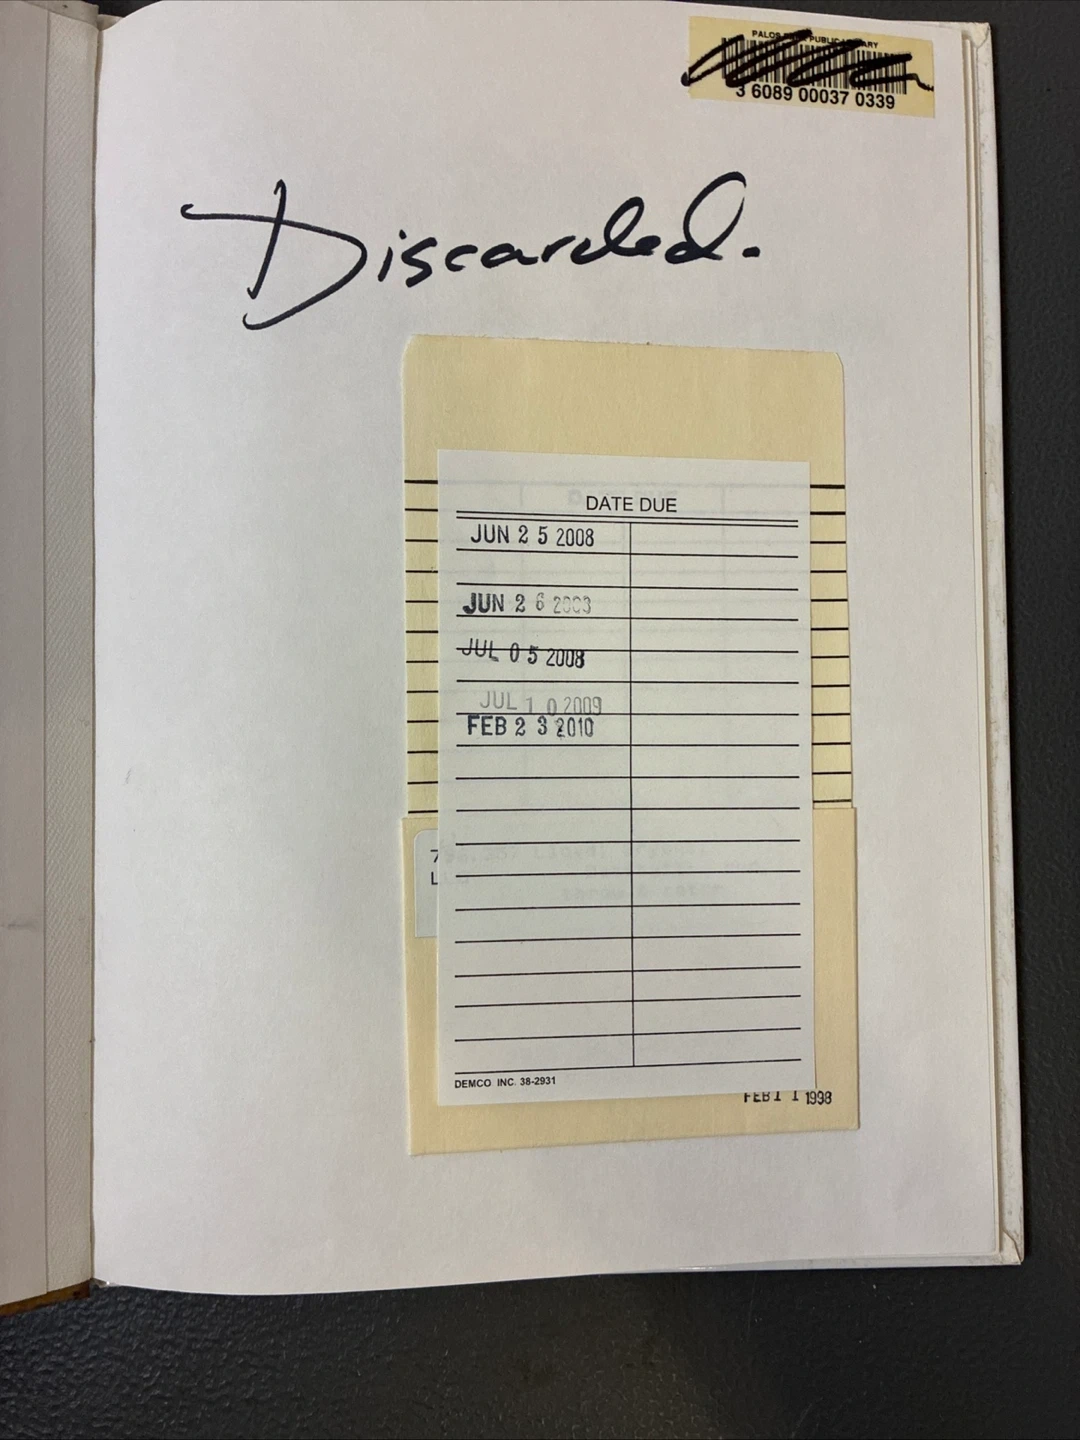 PALOS PUBLIC
3 6089 00037 0339
Discarded.
DATE DUE
JUN 2 5 2008
JUN 2 6
JUL 0 5 2008
JUL 1 0 2009
FEB 2 3 2010
DEMCO INC. 38-2931
FEB 1 1 1998